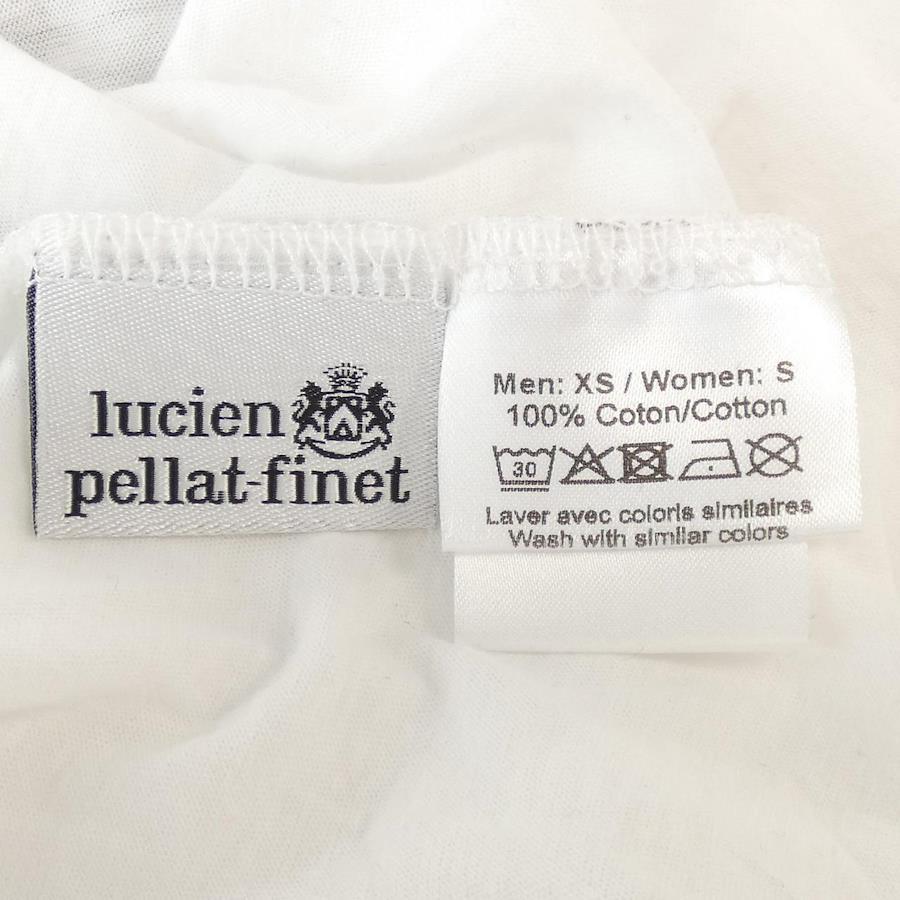 lucien
pellat-finet
Men: XS / Women: S
100% Coton/Cotton
30
Laver avec coloris similaires
Wash with similar colors